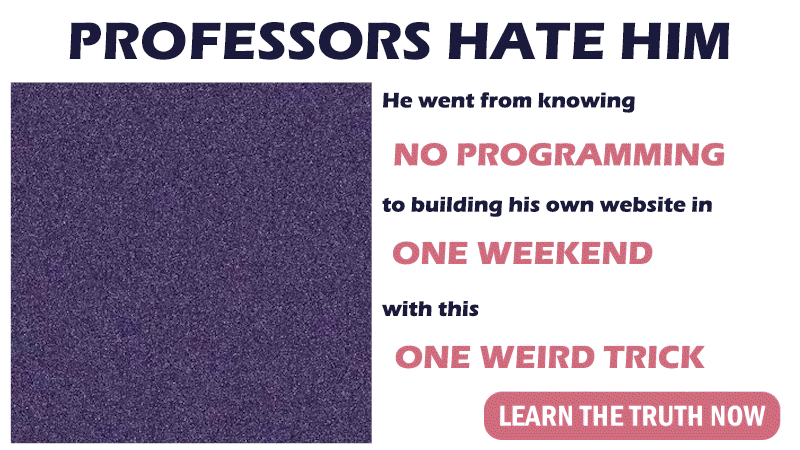 PROFESSORS HATE HIM
He went from knowing
NO PROGRAMMING
to building his own website in
ONE WEEKEND
with this
ONE WEIRD TRICK
LEARN THE TRUTH NOW